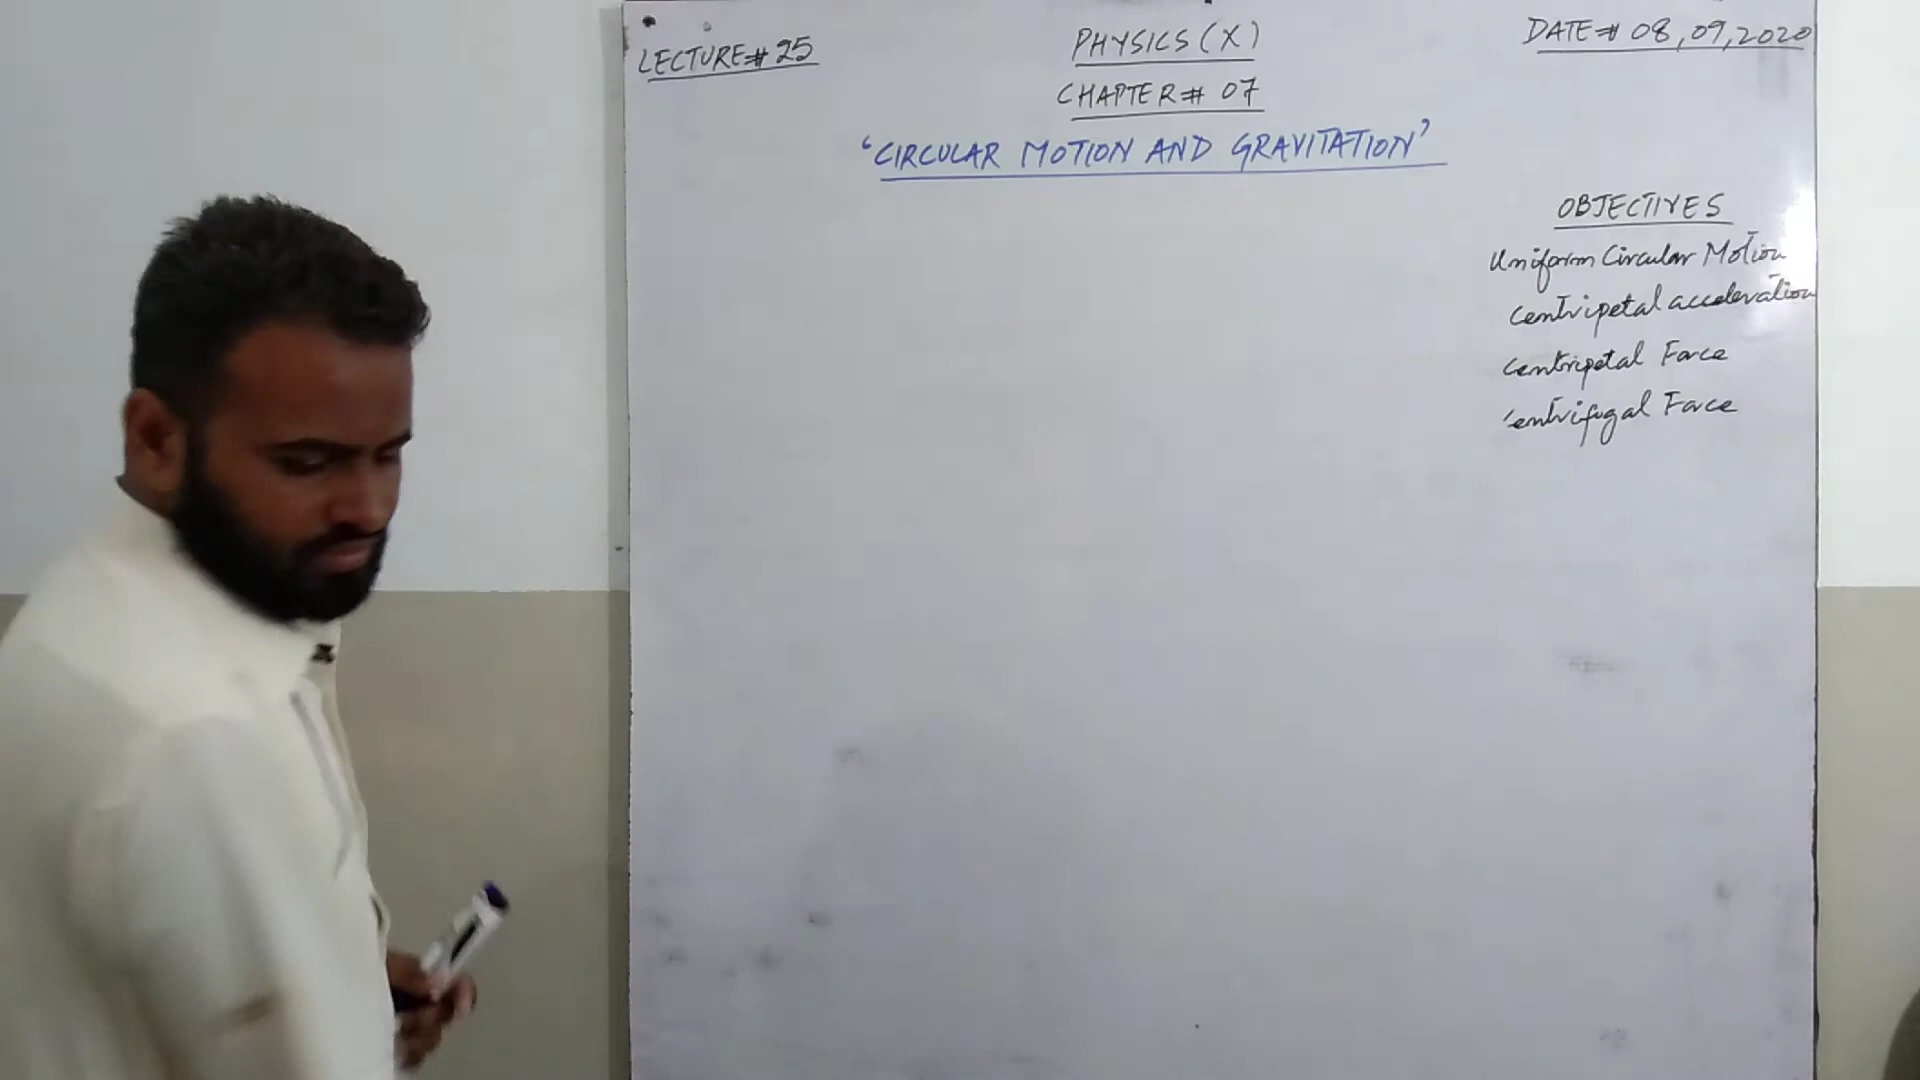 LECTURE# 25
PHYSICS (X)
DATE# 08,09,2020
CHAPTER# 07
‘CIRCULAR MOTION AND GRAVITATION’
OBJECTIVES
Uniform Circular Motion
Centripetal acceleration
Centripetal Force
Centrifugal Force